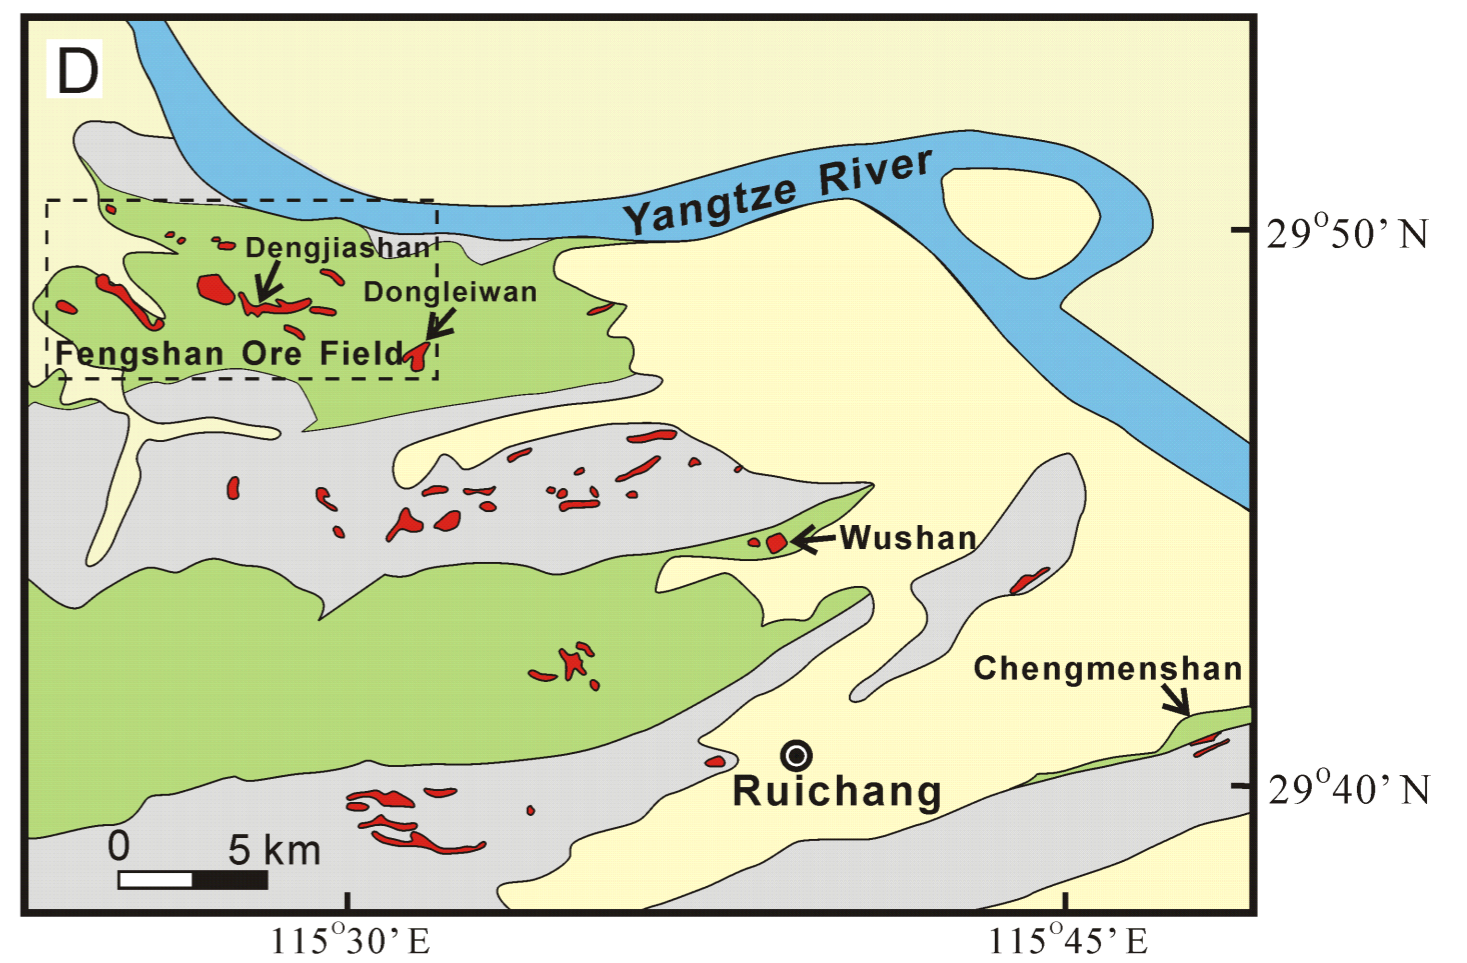 D
Yangtze River
29°50' N
Dengjiashan
Dongleiwan
Fengshan Ore Field
Wushan
Chengmenshan
Ruichang
29°40' N
0 5 km
115°30' E 115°45' E